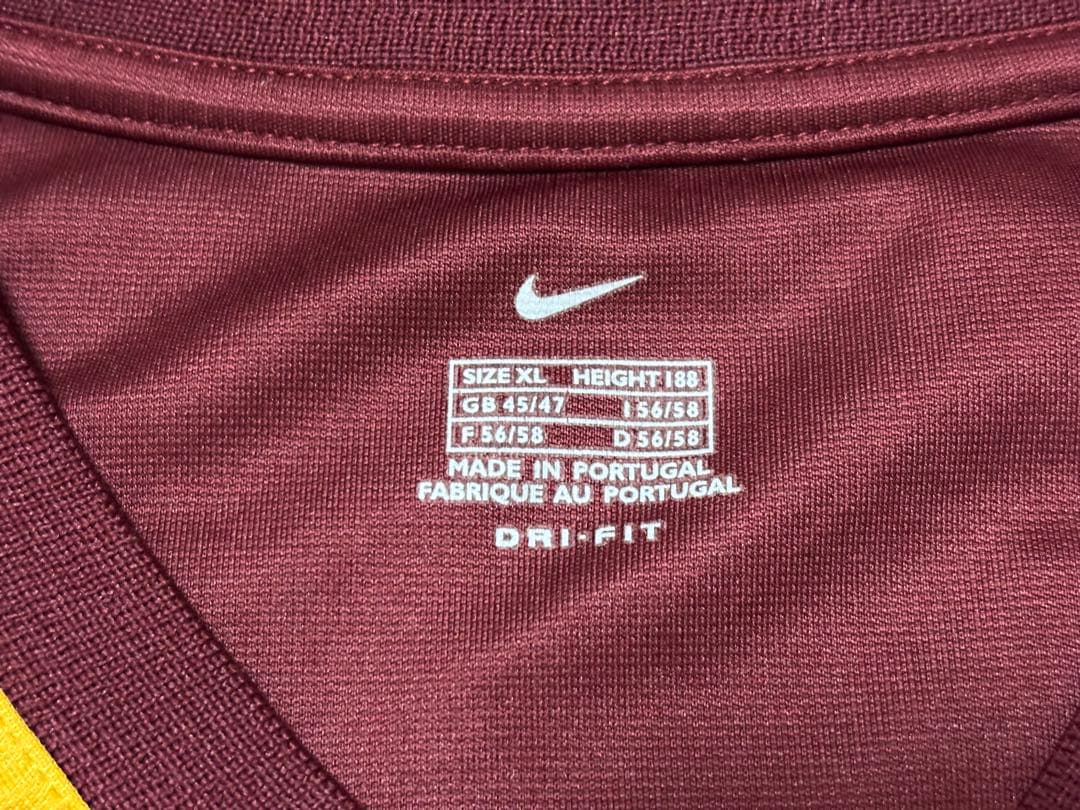 SIZE XL HEIGHT 188
GB 45/47 I 56/58
F 56/58 D 56/58
MADE IN PORTUGAL
FABRIQUE AU PORTUGAL
DRI-FIT